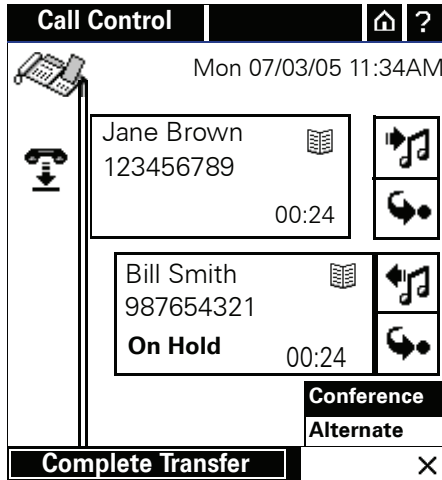 Call Control
?
Mon 07/03/05 11:34AM
Jane Brown
123456789
00:24
Bill Smith
987654321
On Hold
00:24
Conference
Alternate
Complete Transfer